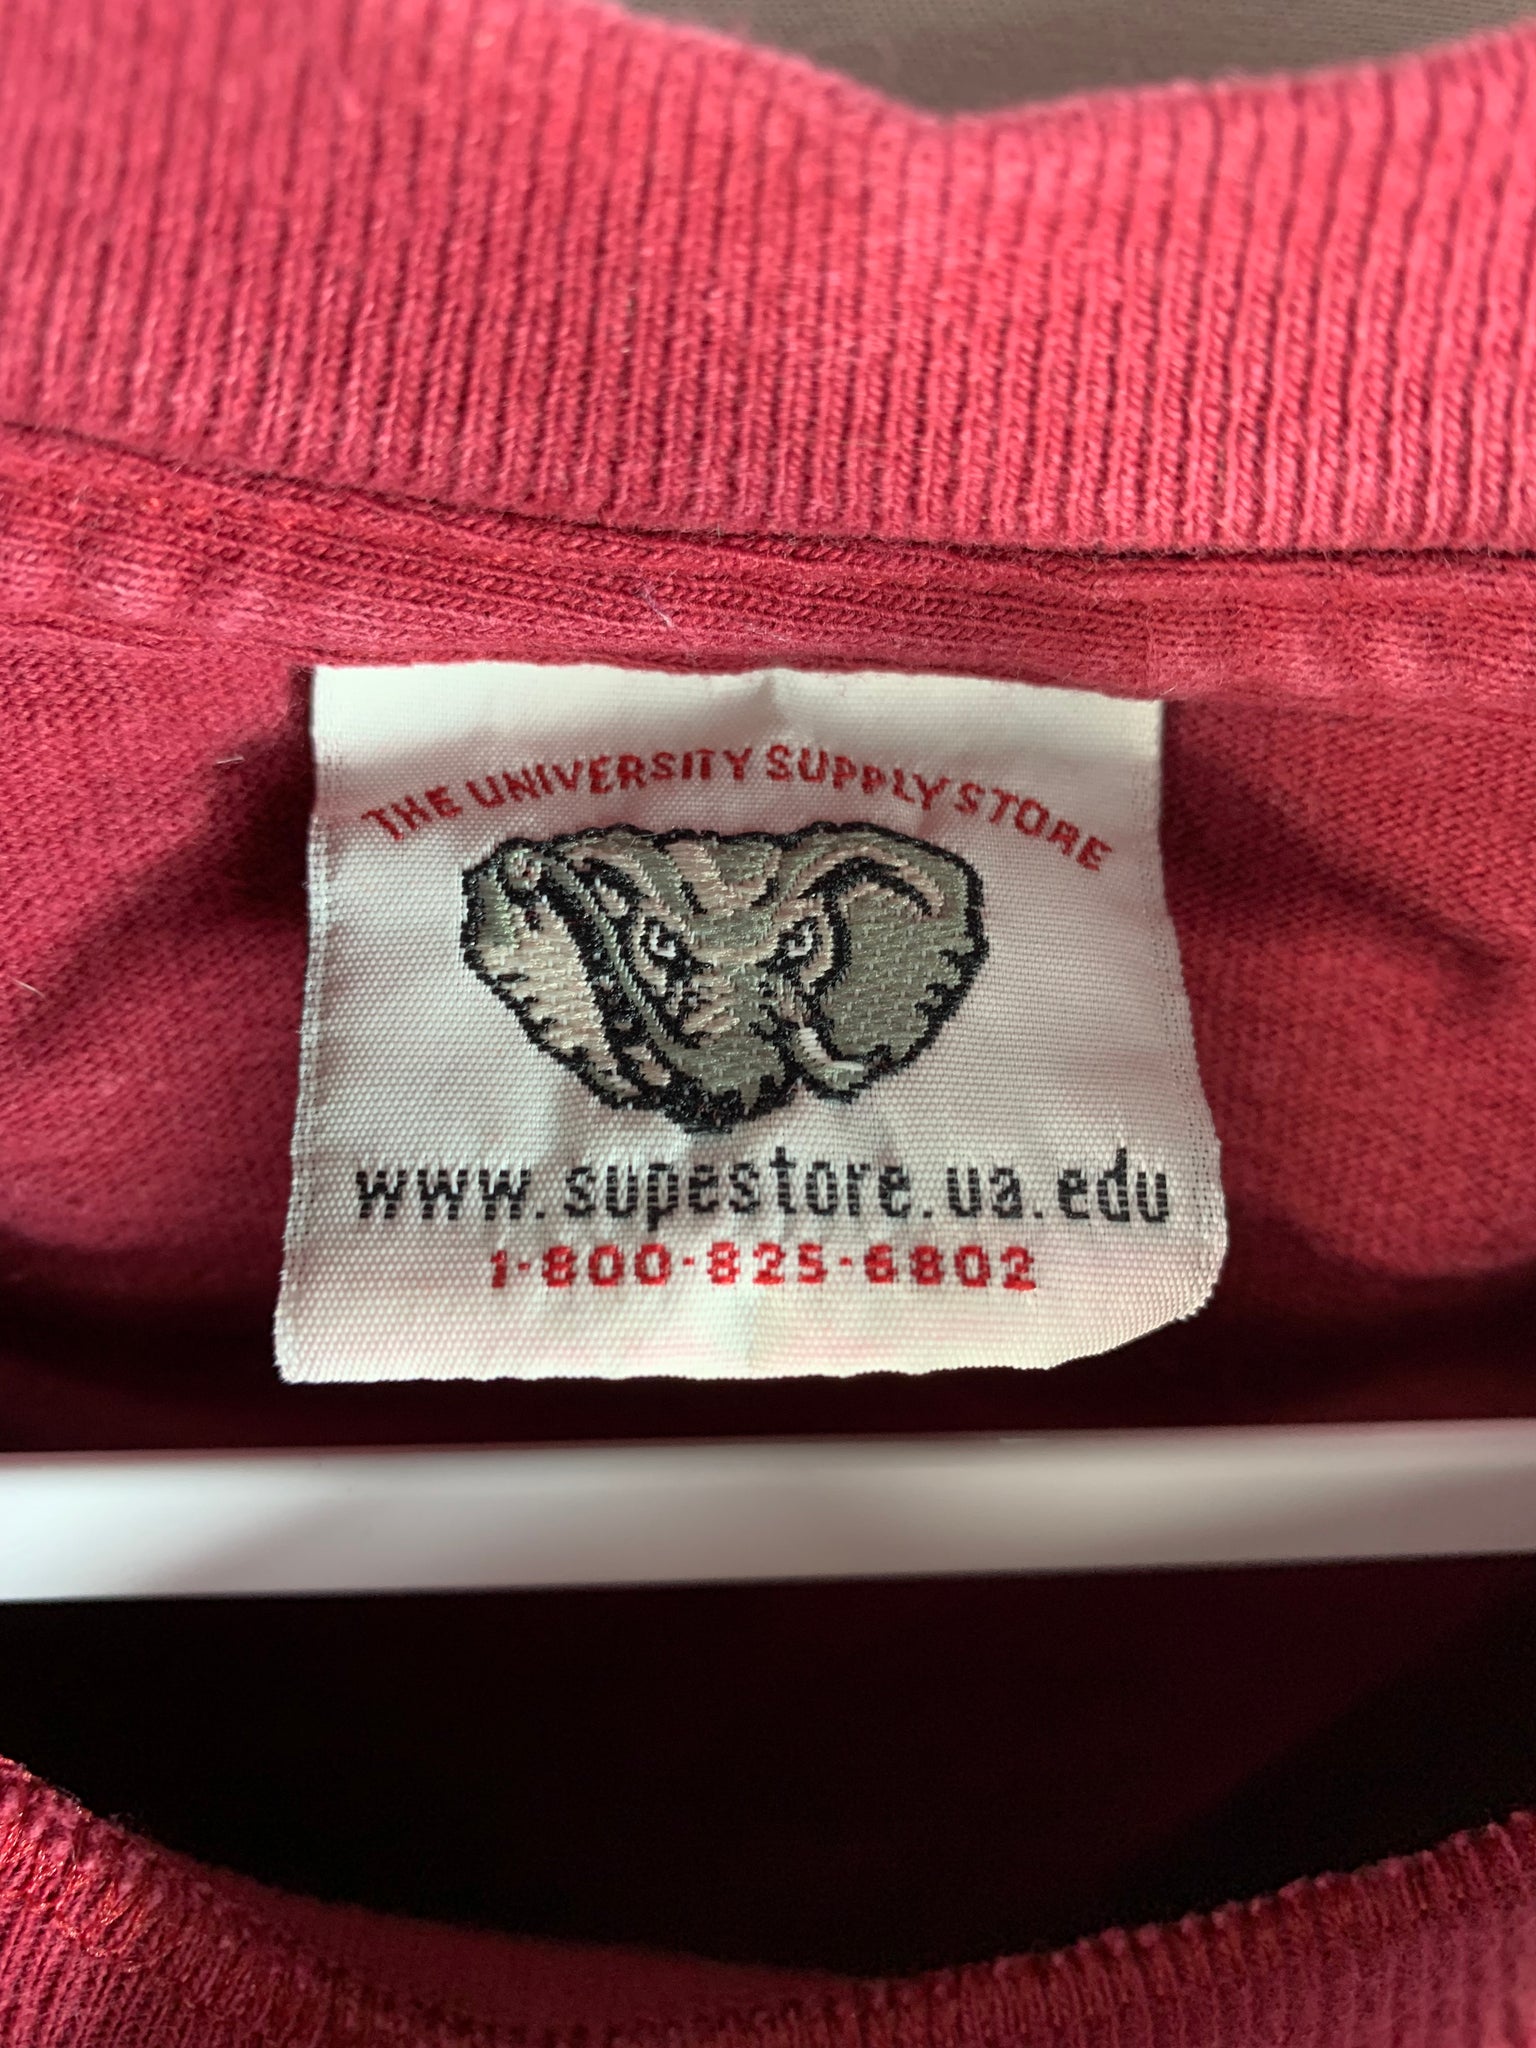 THE UNIVERSITY SUPPLY STORE
www.supestore.ua.edu
1-800-825-6802